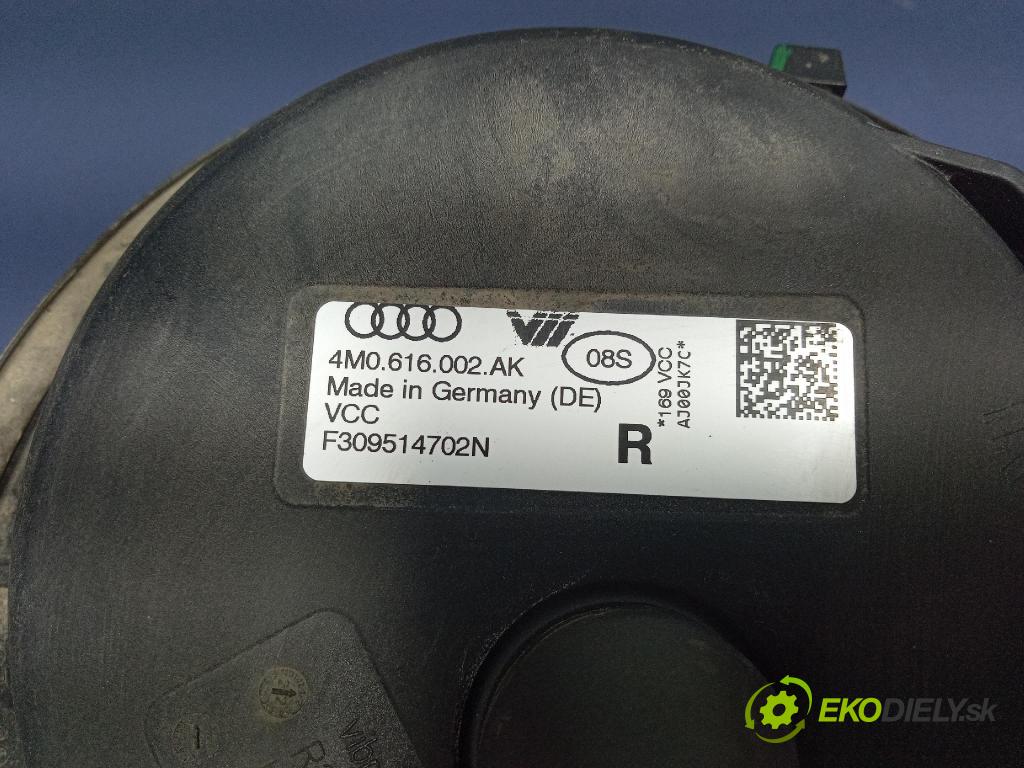 4M0.616.002.AK
Made in Germany (DE)
VCC
F309514702N
08S
R
*169 VCC
AJ00JK7C*
EKODIELY.sk